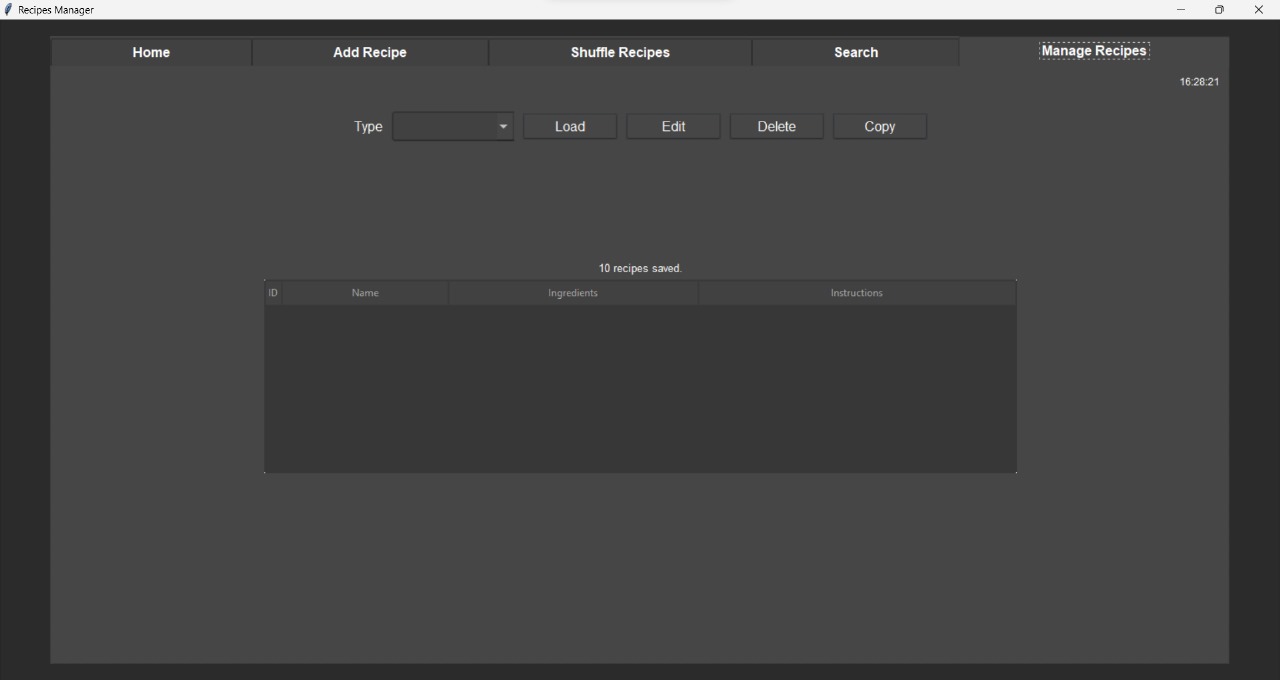 Recipes Manager
Home Add Recipe Shuffle Recipes Search Manage Recipes
16:28:21
Type Load Edit Delete Copy
10 recipes saved.
ID Name Ingredients Instructions